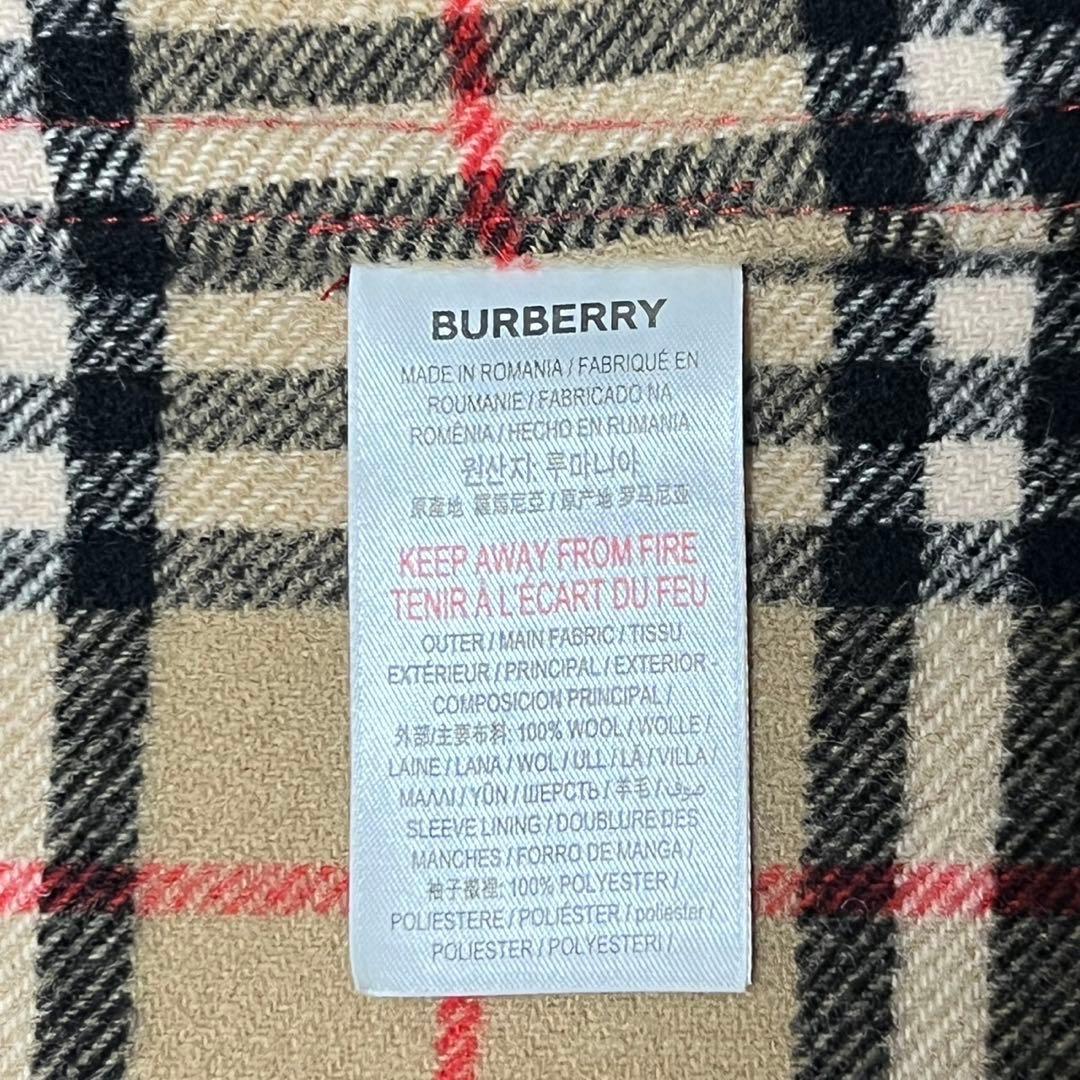 BURBERRY
MADE IN ROMANIA / FABRIQUÉ EN
ROUMANIE / FABRICADO NA
ROMÉNIA / HECHO EN RUMANIA
원산지: 루마니아
原產地 羅馬尼亞 / 原产地 罗马尼亚
KEEP AWAY FROM FIRE
TENIR À L'ÉCART DU FEU
OUTER / MAIN FABRIC / TISSU
EXTÉRIEUR / PRINCIPAL / EXTERIOR -
COMPOSICION PRINCIPAL /
外部/主要布料: 100% WOOL / WOLLE /
LAINE / LANA / WOL / ULL / LÃ / VILLA /
ΜΑΛΛΙ / YÜN / ШЕРСТЬ / 羊毛 / صوف /
SLEEVE LINING / DOUBLURE DES
MANCHES / FORRO DE MANGA /
袖子襯裡: 100% POLYESTER /
POLIESTERE / POLIÉSTER / poliester /
POLIESTER / POLYESTERI /